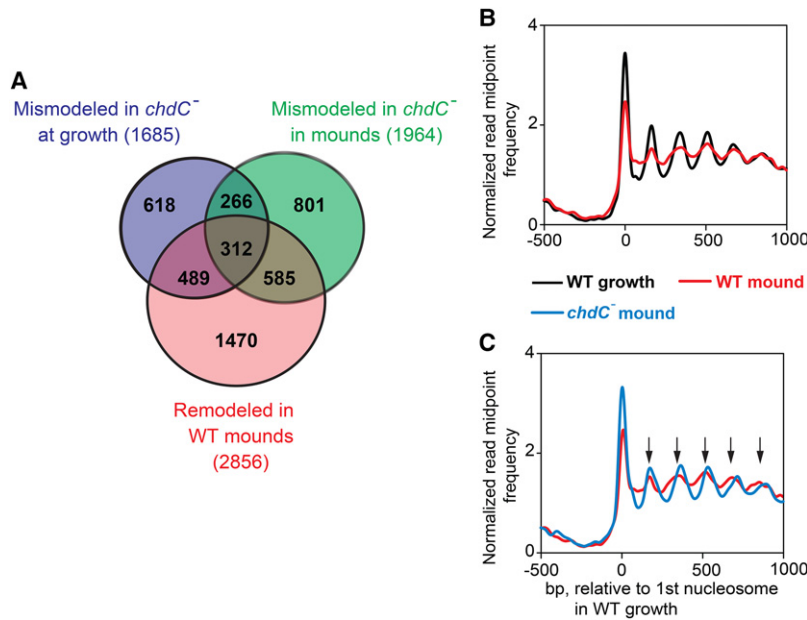 A
Mismodeled in chdC⁻
at growth (1685)
Mismodeled in chdC⁻
in mounds (1964)
618
266
801
312
489
585
1470
Remodeled in
WT mounds
(2856)
B
Normalized read midpoint
frequency
4
2
0
-500
0
500
1000
WT growth
WT mound
chdC⁻ mound
C
Normalized read midpoint
frequency
4
2
0
-500
0
500
1000
bp, relative to 1st nucleosome
in WT growth